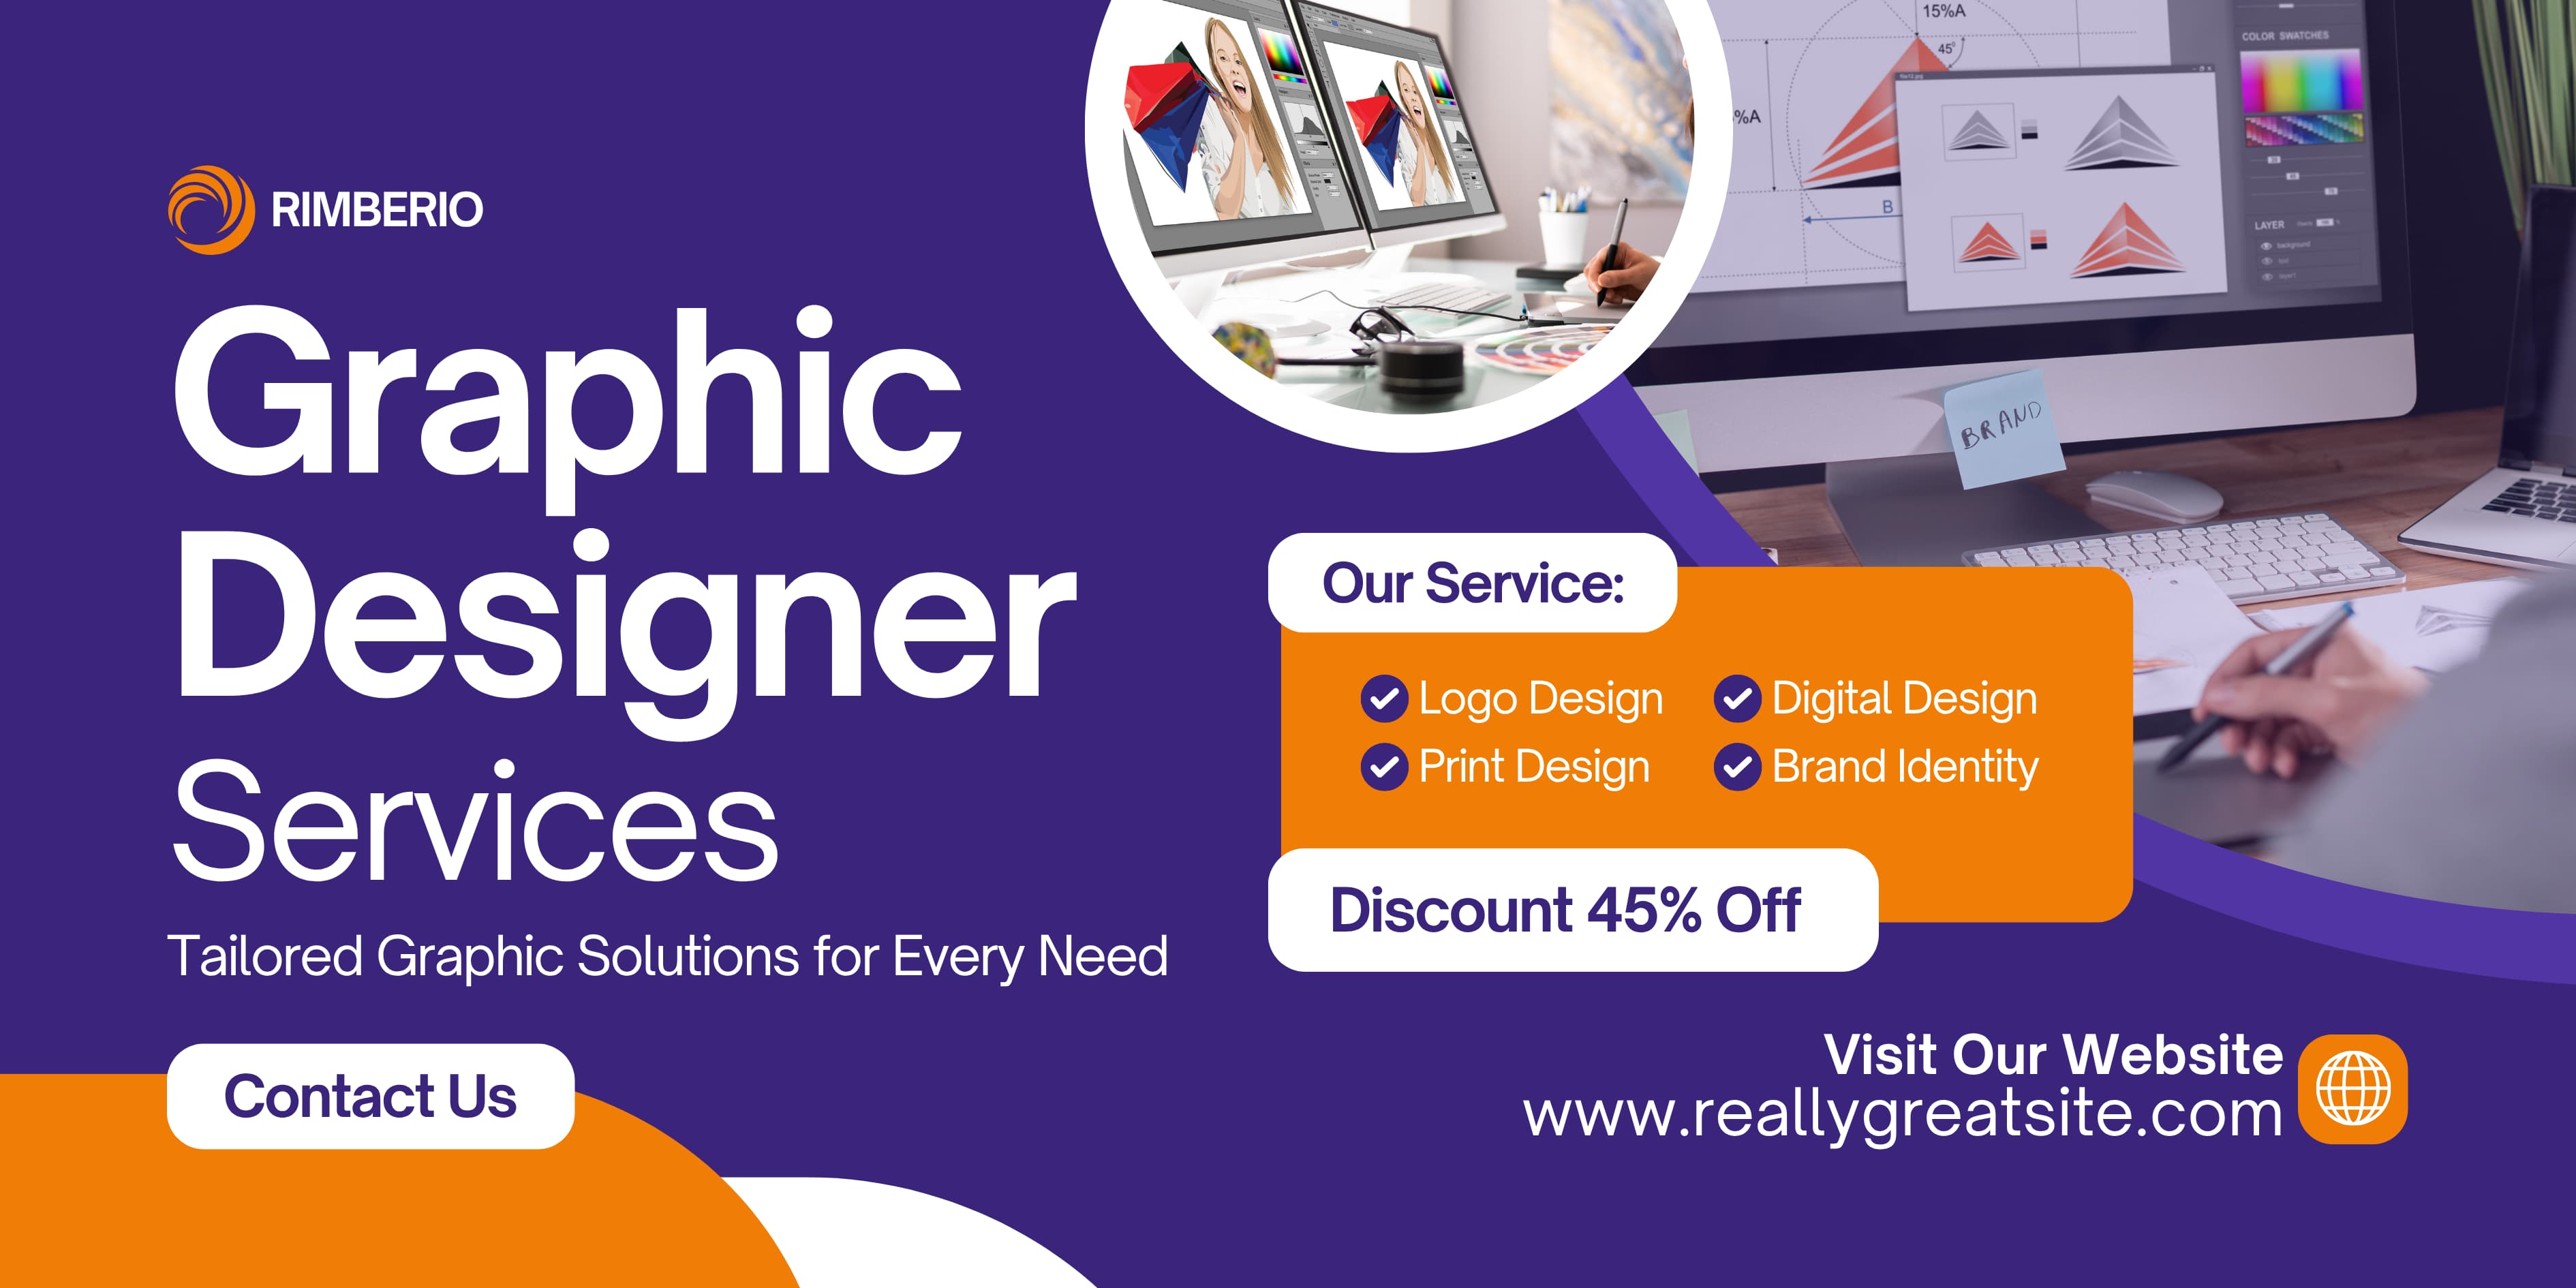 RIMBERIO
Graphic
Designer
Services
Tailored Graphic Solutions for Every Need
Contact Us
15%A
45°
%A
B
COLOR SWATCHES
LAYER
background
BRAND
Our Service:
Logo Design
Digital Design
Print Design
Brand Identity
Discount 45% Off
Visit Our Website
www.reallygreatsite.com